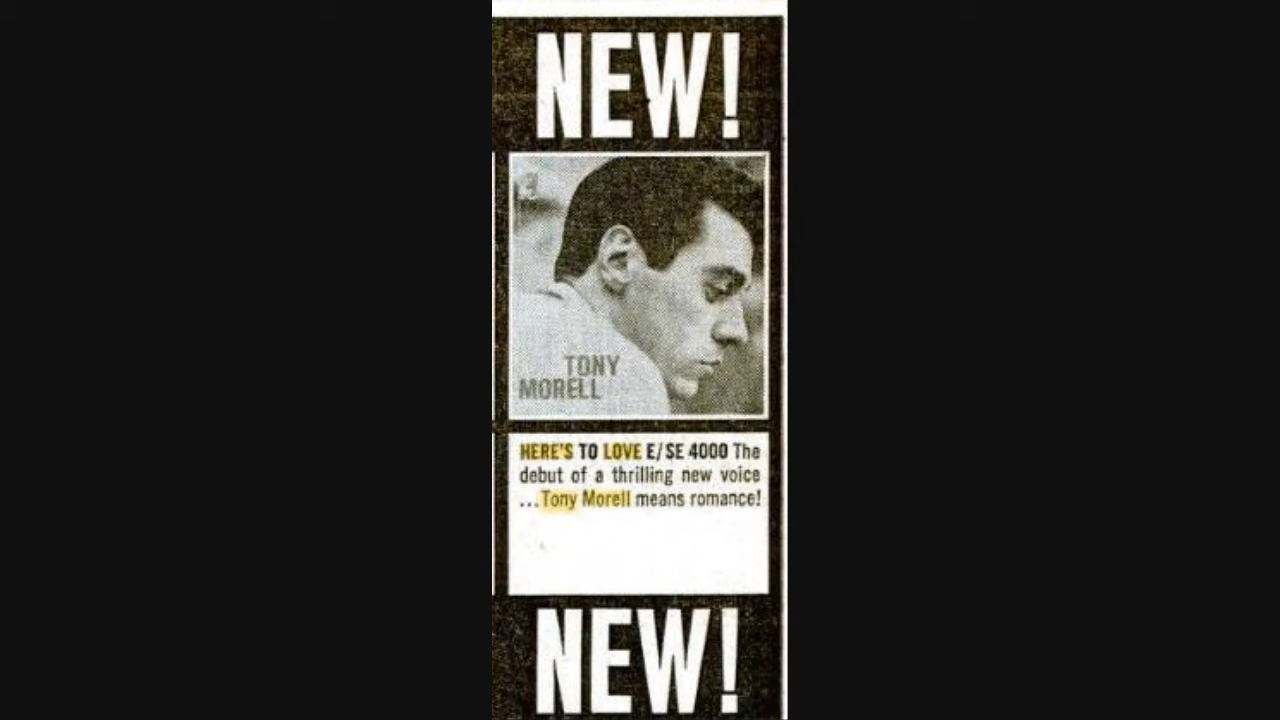 NEW!
TONY
MORELL
HERE'S TO LOVE E/SE 4000 The
debut of a thrilling new voice
...Tony Morell means romance!
NEW!